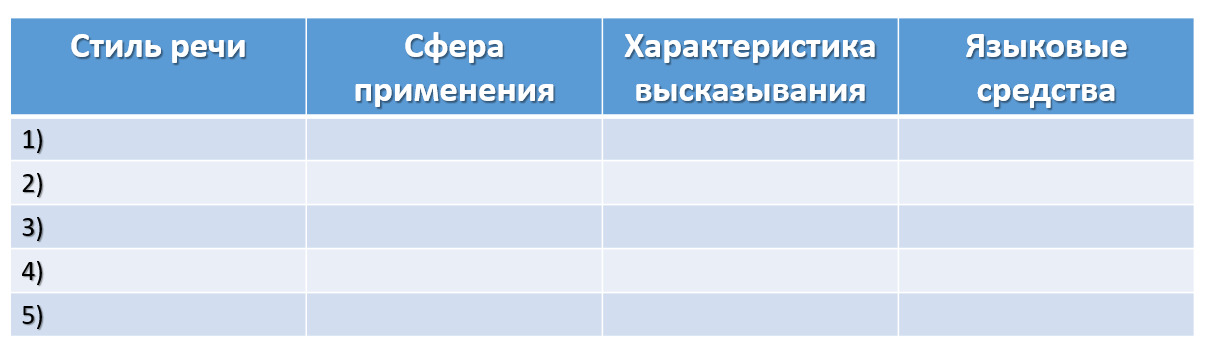 Стиль речи
Сфера
применения
Характеристика
высказывания
Языковые
средства
1)
2)
3)
4)
5)